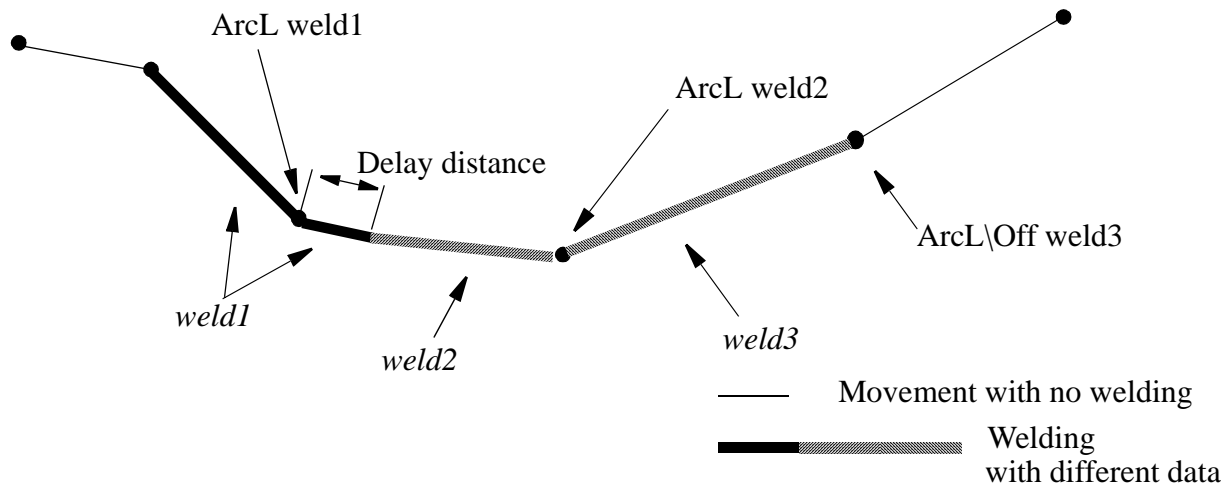 ArcL weld1
ArcL weld2
Delay distance
ArcL\Off weld3
weld1
weld3
weld2
Movement with no welding
Welding
with different data